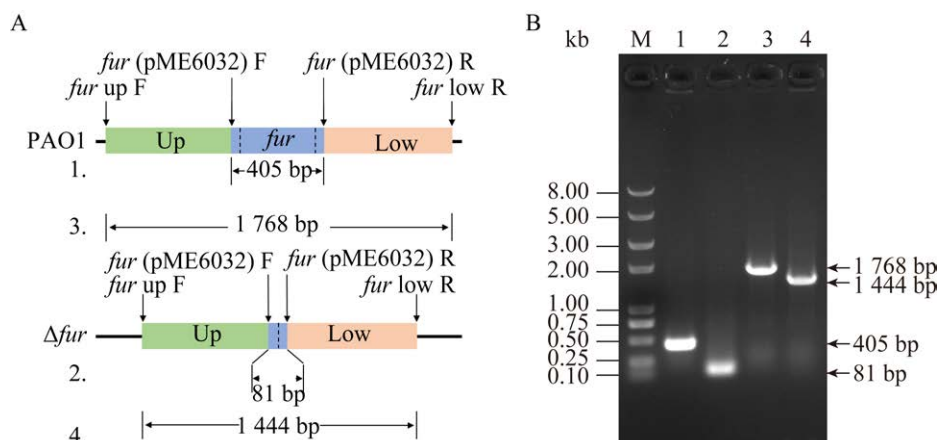 A
fur (pME6032) F
fur (pME6032) R
fur up F
fur low R
PAO1
Up
fur
Low
1.
405 bp
3.
1 768 bp
fur (pME6032) F
fur (pME6032) R
fur up F
fur low R
Δfur
Up
Low
2.
81 bp
1 444 bp
4
B
kb
M
1
2
3
4
8.00
5.00
3.00
2.00
1.00
0.75
0.50
0.25
0.10
1 768 bp
1 444 bp
405 bp
81 bp